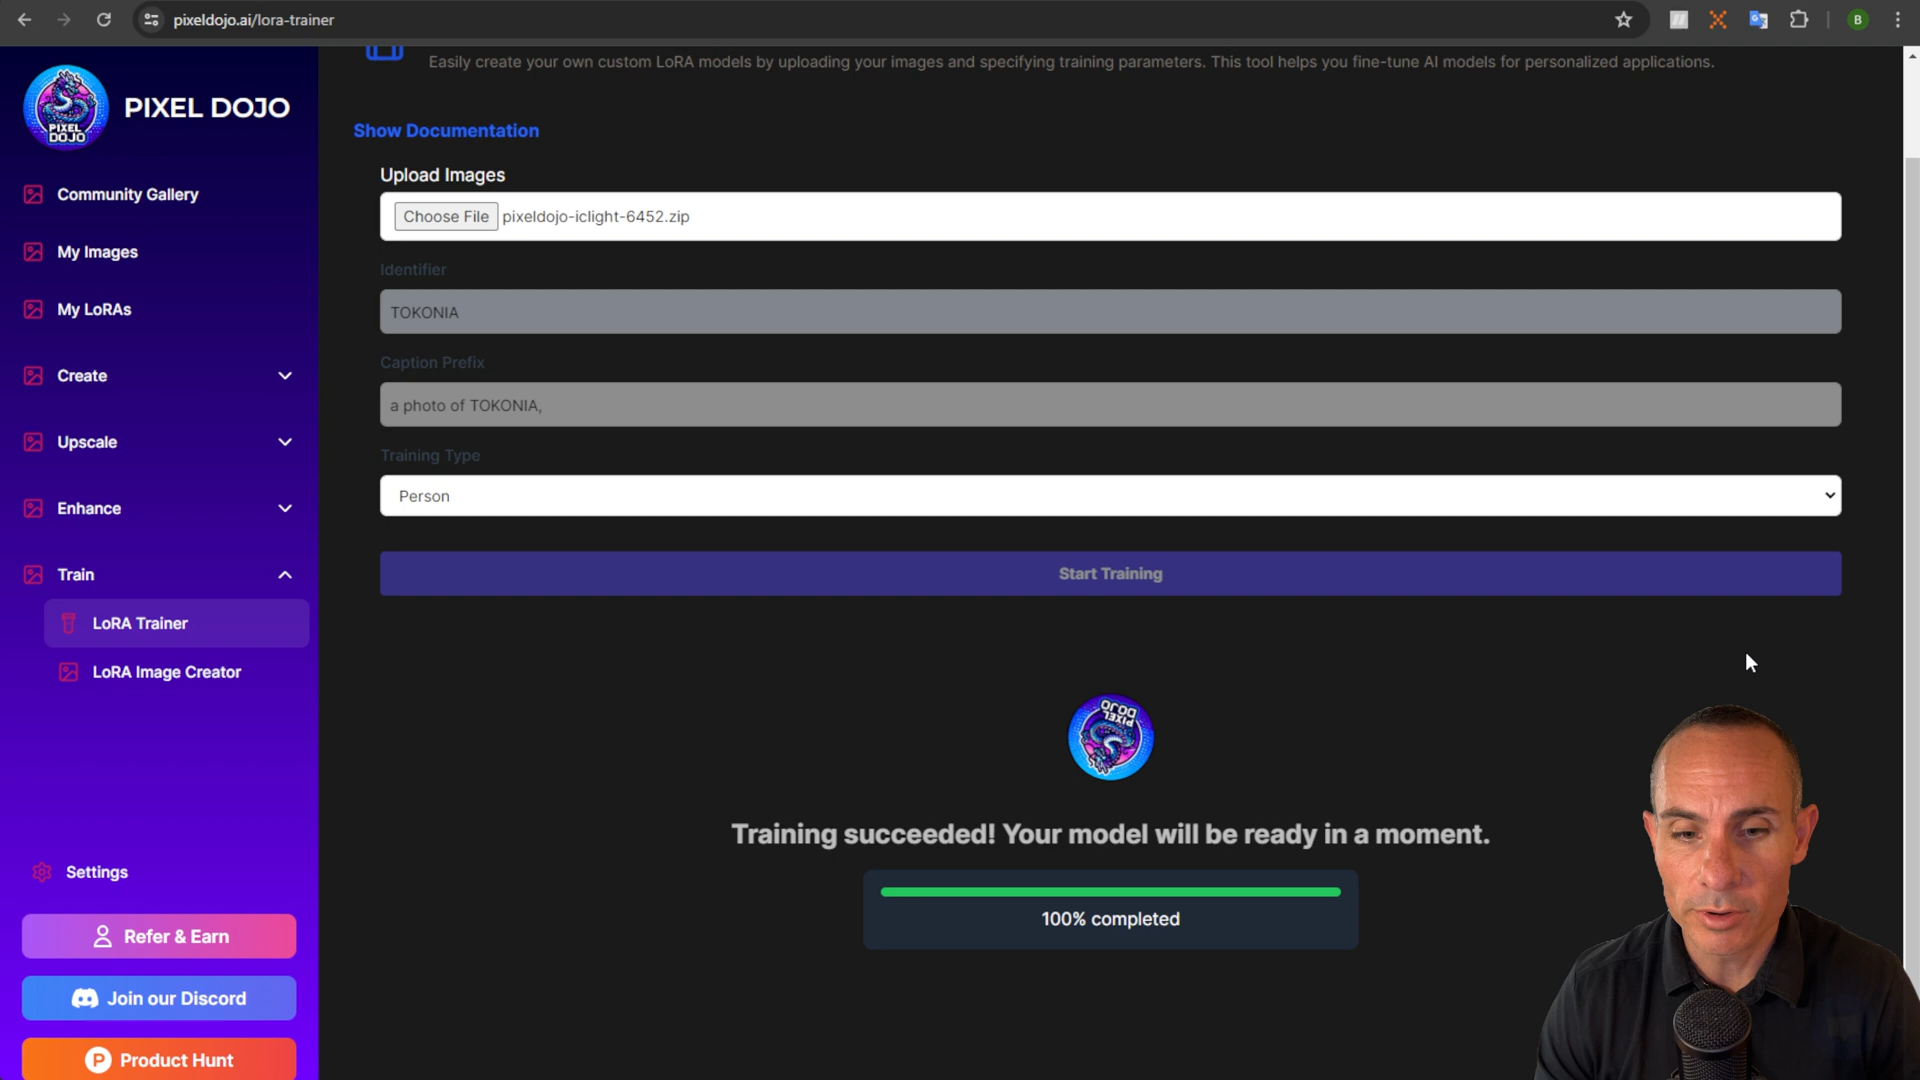 pixeldojo.ai/lora-trainer
B
PIXEL DOJO
PIXEL DOJO
Easily create your own custom LoRA models by uploading your images and specifying training parameters. This tool helps you fine-tune AI models for personalized applications.
Show Documentation
Upload Images
Choose File pixeldojo-iclight-6452.zip
Identifier
TOKONIA
Caption Prefix
a photo of TOKONIA,
Training Type
Person
Start Training
Community Gallery
My Images
My LoRAs
Create
Upscale
Enhance
Train
LoRA Trainer
LoRA Image Creator
PIXEL DOJO
Training succeeded! Your model will be ready in a moment.
100% completed
Settings
Refer & Earn
Join our Discord
P Product Hunt